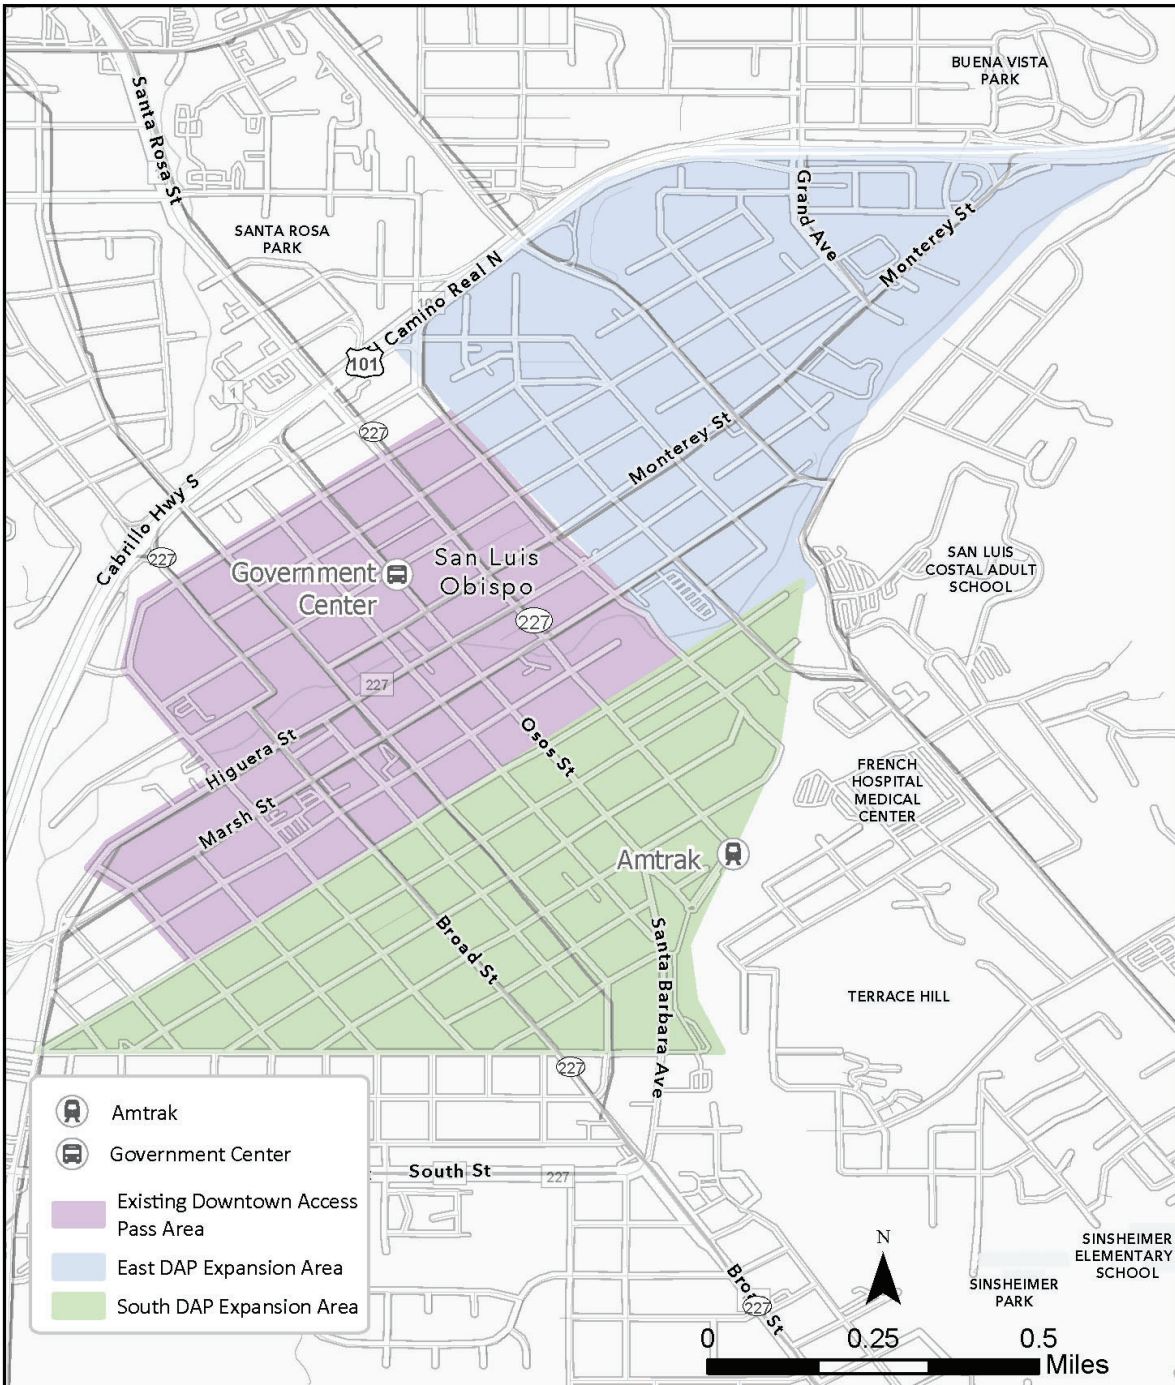 BUENA VISTA
PARK
Santa Rosa St
SANTA ROSA
PARK
Grand Ave
Monterey St
El Camino Real N
101
101
1
227
Monterey St
Cabrillo Hwy S
227
Government
Center
San Luis
Obispo
SAN LUIS
COSTAL ADULT
SCHOOL
227
227
Osos St
Higuera St
Marsh St
FRENCH
HOSPITAL
MEDICAL
CENTER
Amtrak
Broad St
Santa Barbara Ave
TERRACE HILL
227
Amtrak
Government Center
South St
227
Existing Downtown Access
Pass Area
East DAP Expansion Area
South DAP Expansion Area
Broad St
227
N
SINSHEIMER
ELEMENTARY
SCHOOL
SINSHEIMER
PARK
0 0.25 0.5
Miles